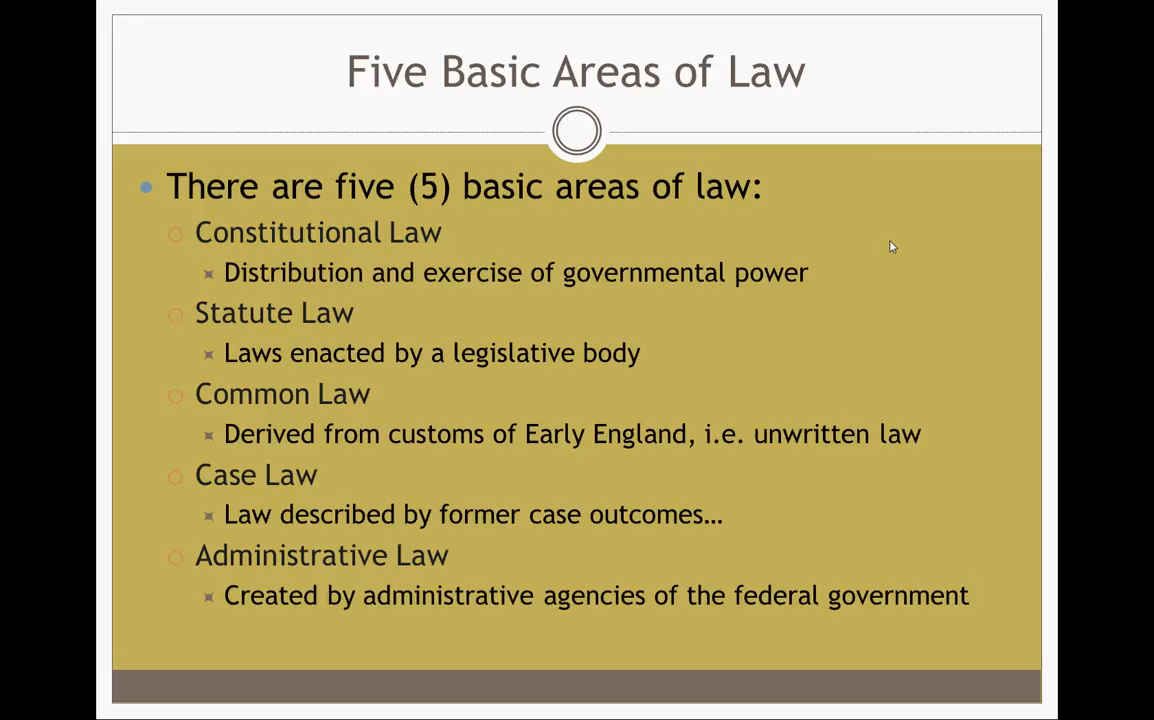 Five Basic Areas of Law
There are five (5) basic areas of law:
Constitutional Law
Distribution and exercise of governmental power
Statute Law
Laws enacted by a legislative body
Common Law
Derived from customs of Early England, i.e. unwritten law
Case Law
Law described by former case outcomes…
Administrative Law
Created by administrative agencies of the federal government